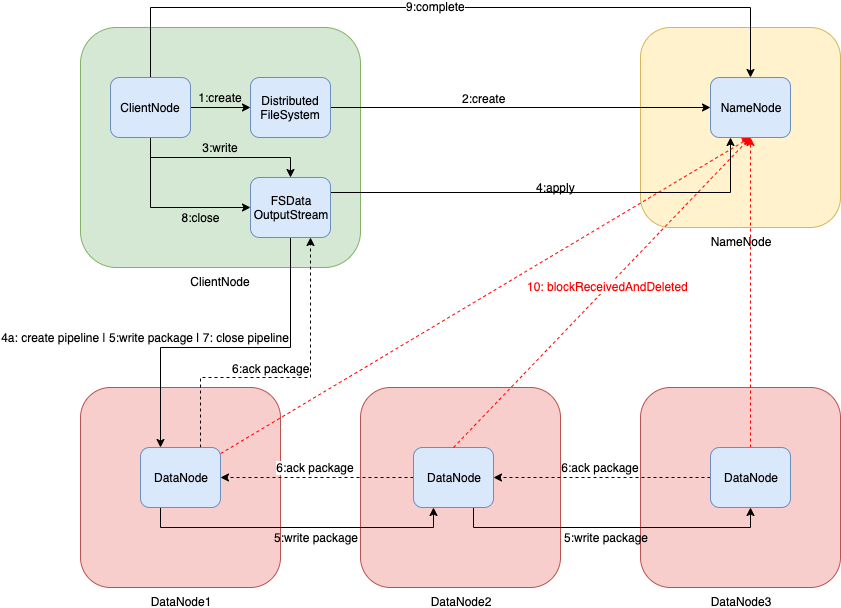 9:complete
ClientNode
1:create
Distributed
FileSystem
2:create
NameNode
3:write
FSData
OutputStream
4:apply
8:close
NameNode
ClientNode
10: blockReceivedAndDeleted
4a: create pipeline | 5:write package | 7: close pipeline
6:ack package
6:ack package
6:ack package
DataNode
DataNode
DataNode
5:write package
5:write package
DataNode1
DataNode2
DataNode3